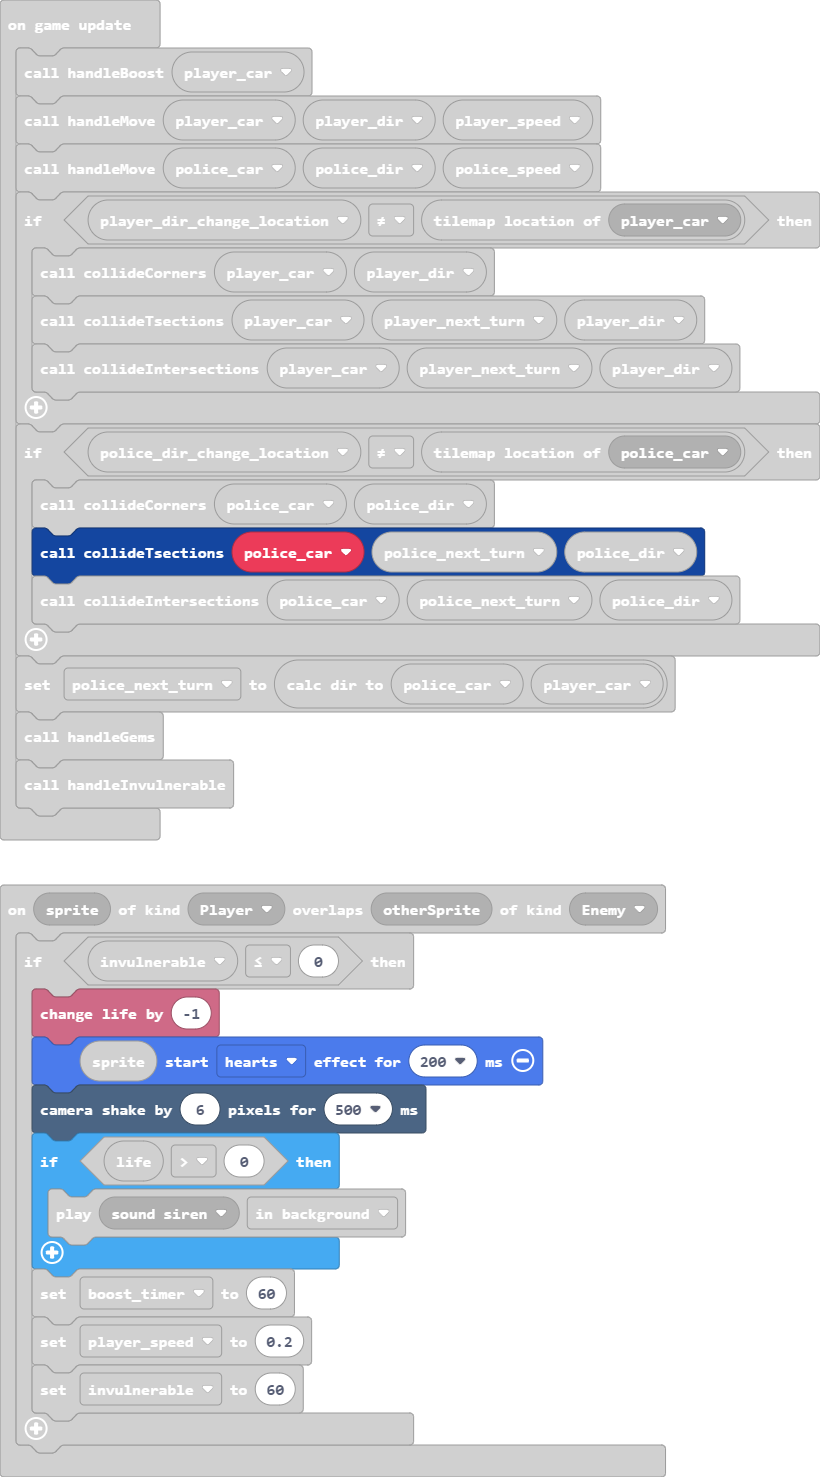 on game update
call handleBoost player_car
call handleMove player_car player_dir player_speed
call handleMove police_car police_dir police_speed
if player_dir_change_location ≠ tilemap location of player_car then
call collideCorners player_car player_dir
call collideTsections player_car player_next_turn player_dir
call collideIntersections player_car player_next_turn player_dir
if police_dir_change_location ≠ tilemap location of police_car then
call collideCorners police_car police_dir
call collideTsections police_car police_next_turn police_dir
call collideIntersections police_car police_next_turn police_dir
set police_next_turn to calc dir to police_car player_car
call handleGems
call handleInvulnerable
on sprite of kind Player overlaps otherSprite of kind Enemy
if invulnerable ≤ 0 then
change life by -1
sprite start hearts effect for 200 ms
camera shake by 6 pixels for 500 ms
if life > 0 then
play sound siren in background
set boost_timer to 60
set player_speed to 0.2
set invulnerable to 60